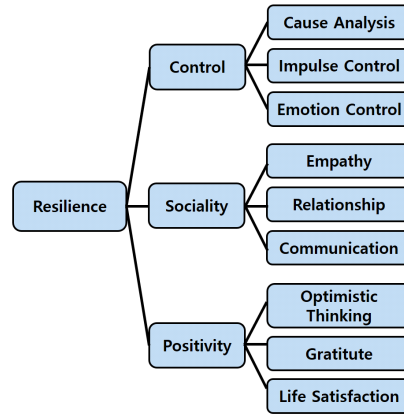 Resilience
Control
Cause Analysis
Impulse Control
Emotion Control
Sociality
Empathy
Relationship
Communication
Positivity
Optimistic
Thinking
Gratitute
Life Satisfaction